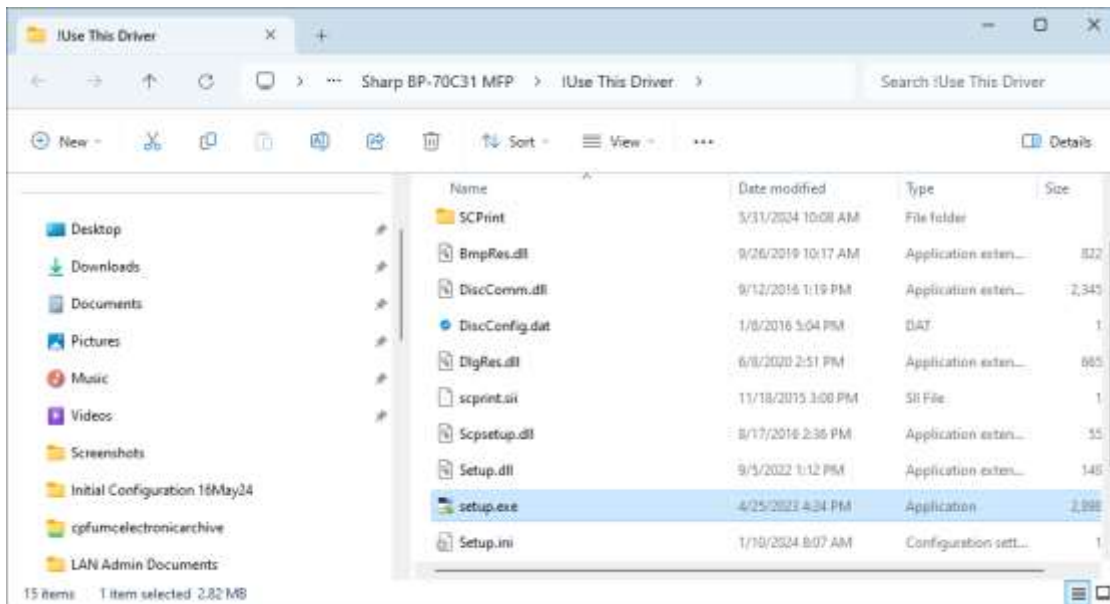 !Use This Driver
Sharp BP-70C31 MFP > !Use This Driver >
Search !Use This Driver
New
Sort
View
Details
Name Date modified Type Size
Desktop
Downloads
Documents
Pictures
Music
Videos
Screenshots
Initial Configuration 16May24
cpfumcelectronicarchive
LAN Admin Documents
SCPrint 5/31/2024 10:08 AM File folder
BmpRes.dll 9/26/2019 10:17 AM Application exten... 822
DiscComm.dll 9/12/2016 1:19 PM Application exten... 2,345
DiscConfig.dat 1/8/2016 5:04 PM DAT 1
DlgRes.dll 6/8/2020 2:51 PM Application exten... 665
scprint.sii 11/18/2015 3:08 PM SII File 1
Scpsetup.dll 8/17/2016 2:36 PM Application exten... 55
Setup.dll 9/5/2022 1:12 PM Application exten...
setup.exe 4/25/2023 4:34 PM Application
Setup.ini 1/10/2024 8:07 AM Configuration sett... 1
15 items 1 item selected 2.82 MB